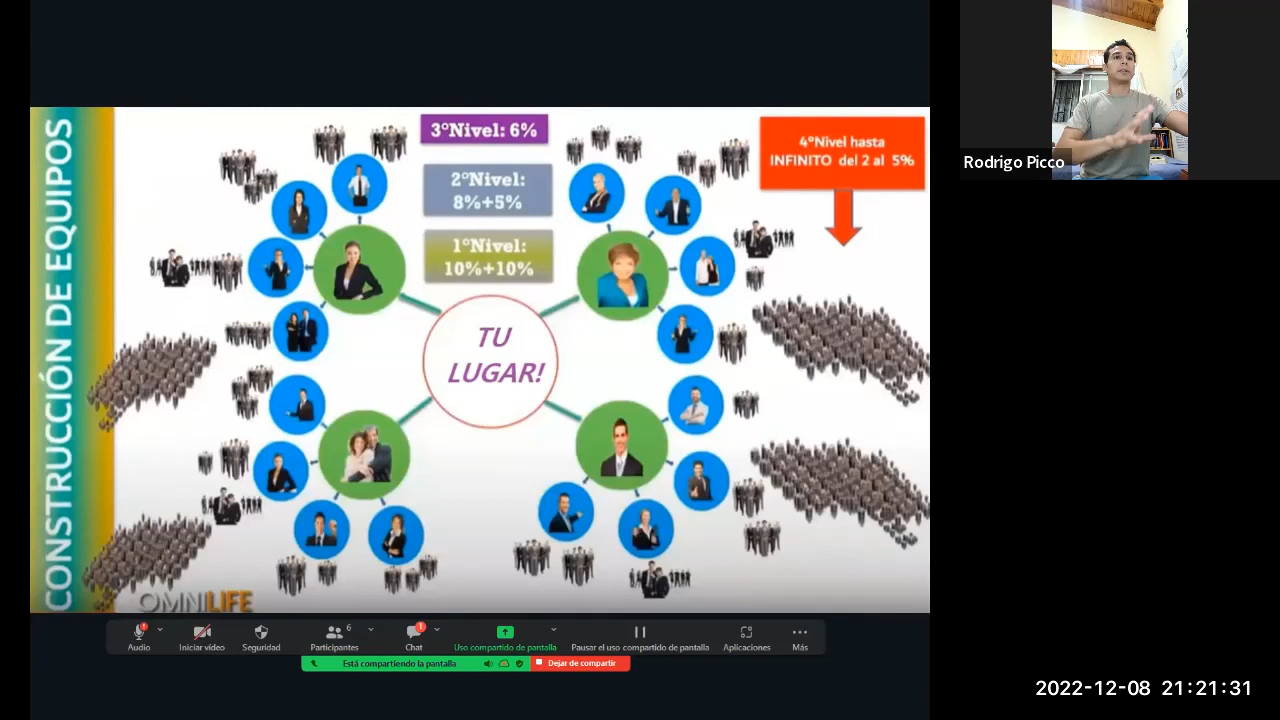 CONSTRUCCIÓN DE EQUIPOS
3°Nivel: 6%
2°Nivel:
8%+5%
1°Nivel:
10%+10%
4°Nivel hasta
INFINITO del 2 al 5%
TU
LUGAR!
OMNILIFE
Rodrigo Picco
6
1
Audio
Iniciar vídeo
Seguridad
Participantes
Chat
Uso compartido de pantalla
Pausar el uso compartido de pantalla
Aplicaciones
Más
Está compartiendo la pantalla
Dejar de compartir
2022-12-08 21:21:31